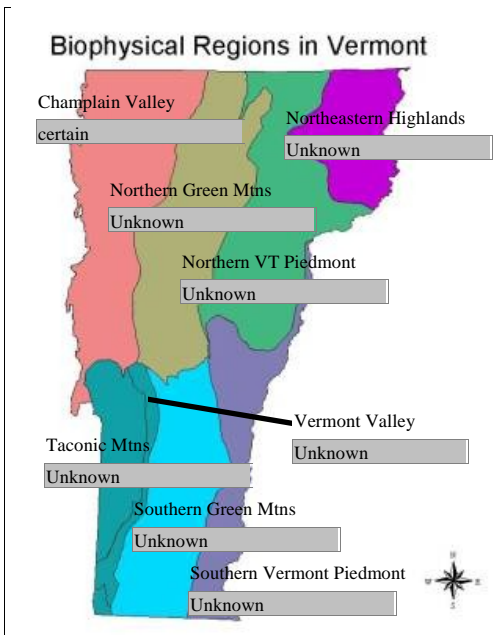 Biophysical Regions in Vermont
Champlain Valley
certain
Northeastern Highlands
Unknown
Northern Green Mtns
Unknown
Northern VT Piedmont
Unknown
Vermont Valley
Unknown
Taconic Mtns
Unknown
Southern Green Mtns
Unknown
Southern Vermont Piedmont
Unknown
N
W
E
S